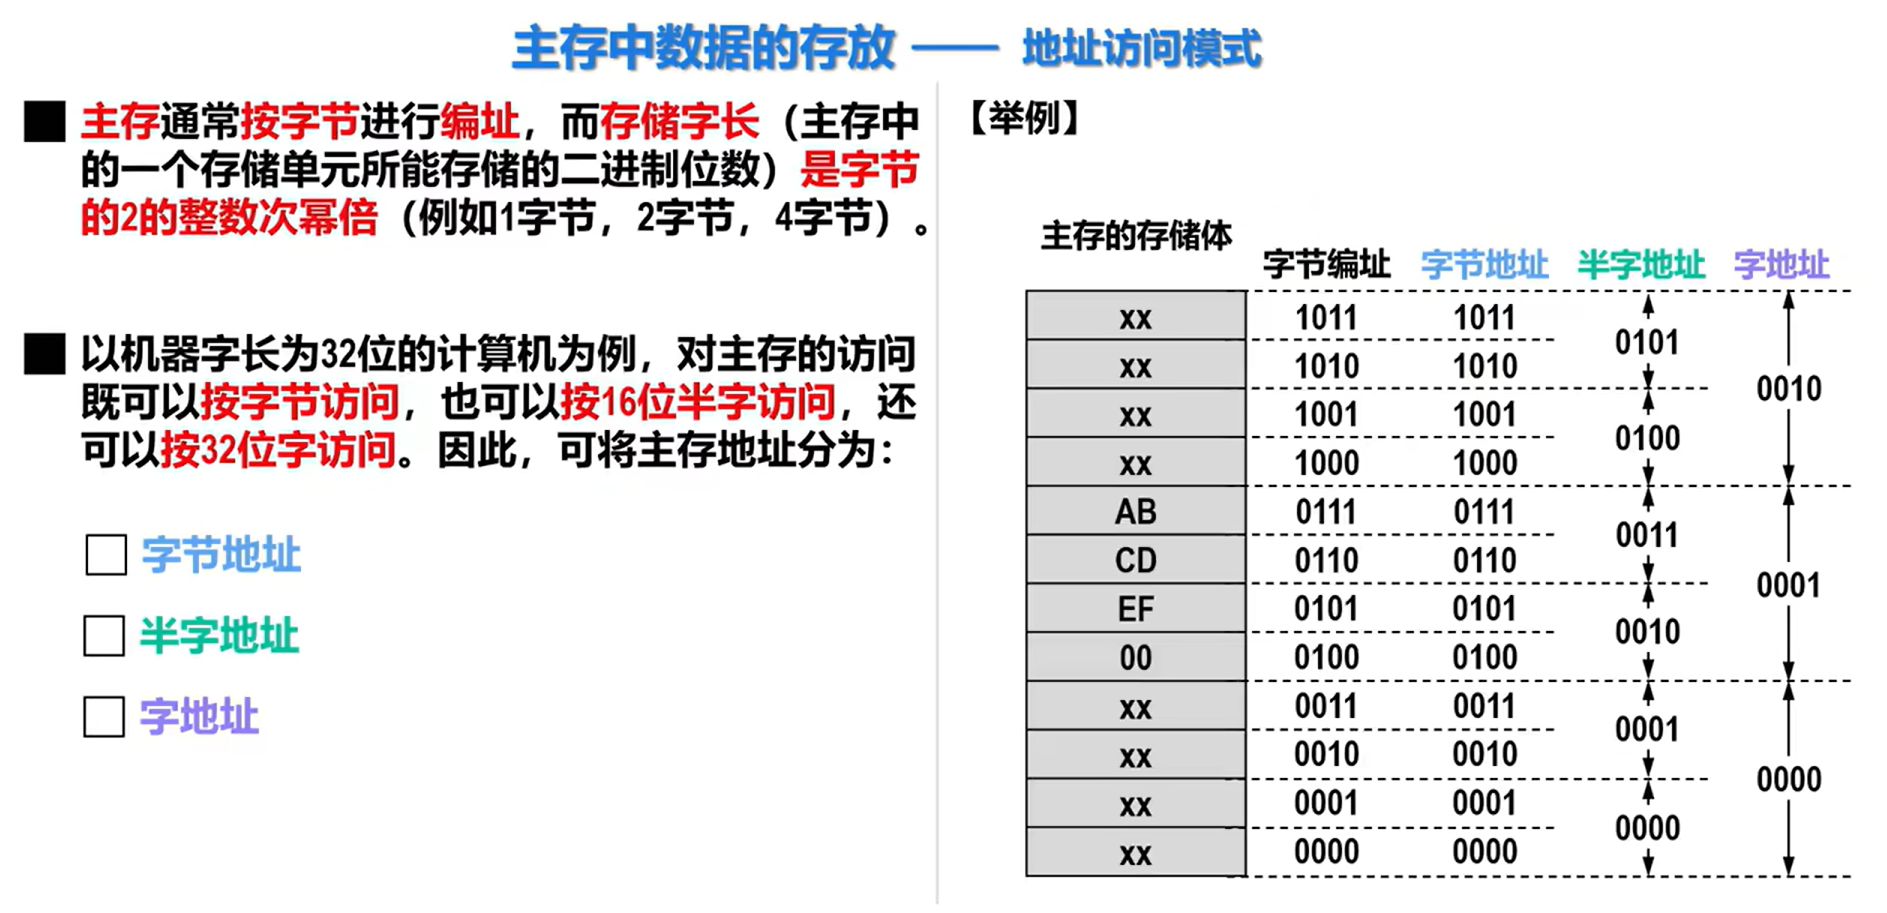 主存中数据的存放 —— 地址访问模式
主存通常按字节进行编址，而存储字长（主存中
的一个存储单元所能存储的二进制位数）是字节
的2的整数次幂倍（例如1字节，2字节，4字节）。
以机器字长为32位的计算机为例，对主存的访问
既可以按字节访问，也可以按16位半字访问，还
可以按32位字访问。因此，可将主存地址分为：
字节地址
半字地址
字地址
【举例】
主存的存储体 字节编址 字节地址 半字地址 字地址
xx 1011 1011
0101
xx 1010 1010
0010
xx 1001 1001
0100
xx 1000 1000
AB 0111 0111
0011
CD 0110 0110
0001
EF 0101 0101
0010
00 0100 0100
xx 0011 0011
0001
xx 0010 0010
0000
xx 0001 0001
0000
xx 0000 0000